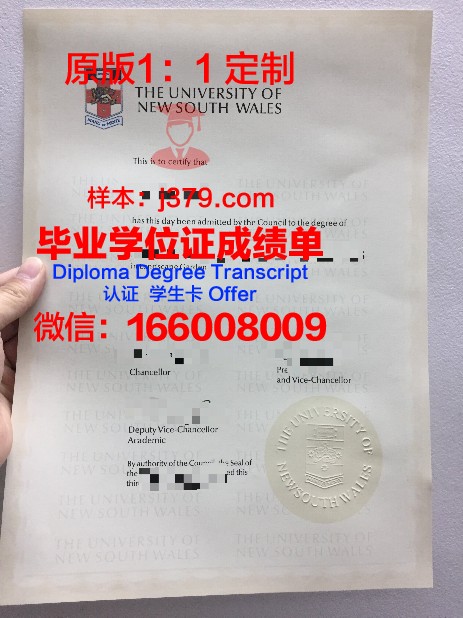 原版1：1 定制
THE UNIVERSITY OF
NEW SOUTH WALES
This is to certify that
样本：j379.com
has this day been admitted by the Council to the degree of
毕业学位证成绩单
Diploma Degree Transcript
认证 学生卡 Offer
微信：166008009
Chancellor
Pre
and Vice-Chancellor
Deputy Vice-Chancellor
Academic
By authority of the Council, the Seal of
the
ed this
thir
THE UNIVERSITY OF
NEW SOUTH WALES